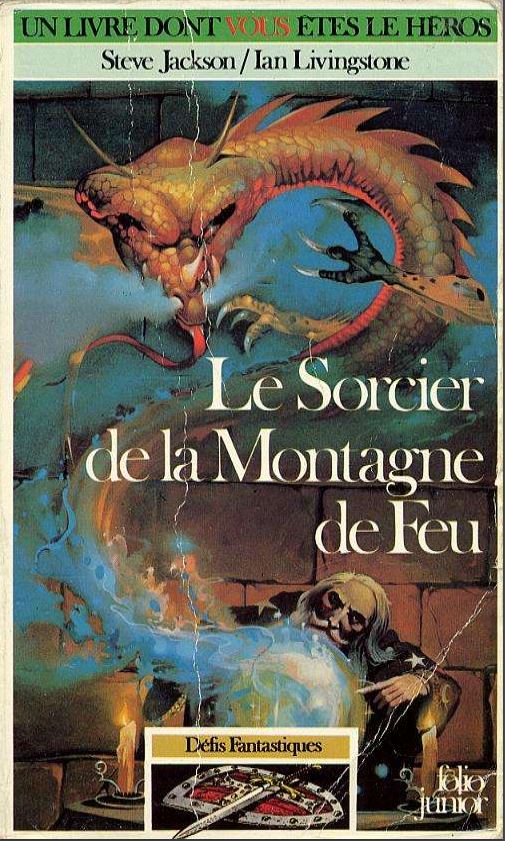 UN LIVRE DONT VOUS ÊTES LE HÉROS
Steve Jackson / Ian Livingstone
Le Sorcier
de la Montagne
de Feu
Défis Fantastiques
folio
junior